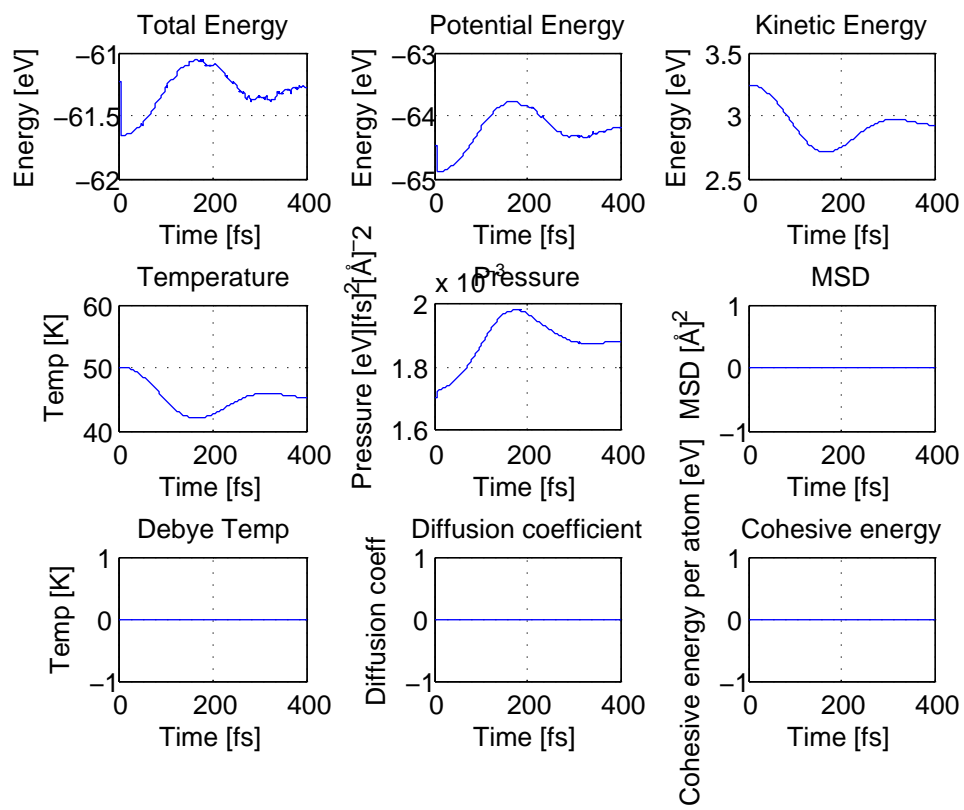 Total Energy
Energy [eV]
−61
−61.5
−62
0 200 400
Time [fs]
Potential Energy
Energy [eV]
−63
−64
−65
0 200 400
Time [fs]
Kinetic Energy
Energy [eV]
3.5
3
2.5
0 200 400
Time [fs]
Temperature
Temp [K]
60
50
40
0 200 400
Time [fs]
Pressure
x 10−3
Pressure [eV][fs]2[Å]−2
2
1.8
1.6
0 200 400
Time [fs]
MSD
MSD [Å]2
1
0
−1
0 200 400
Time [fs]
Debye Temp
Temp [K]
1
0
−1
0 200 400
Time [fs]
Diffusion coefficient
Diffusion coeff
1
0
−1
0 200 400
Time [fs]
Cohesive energy
Cohesive energy per atom [eV]
1
0
−1
0 200 400
Time [fs]